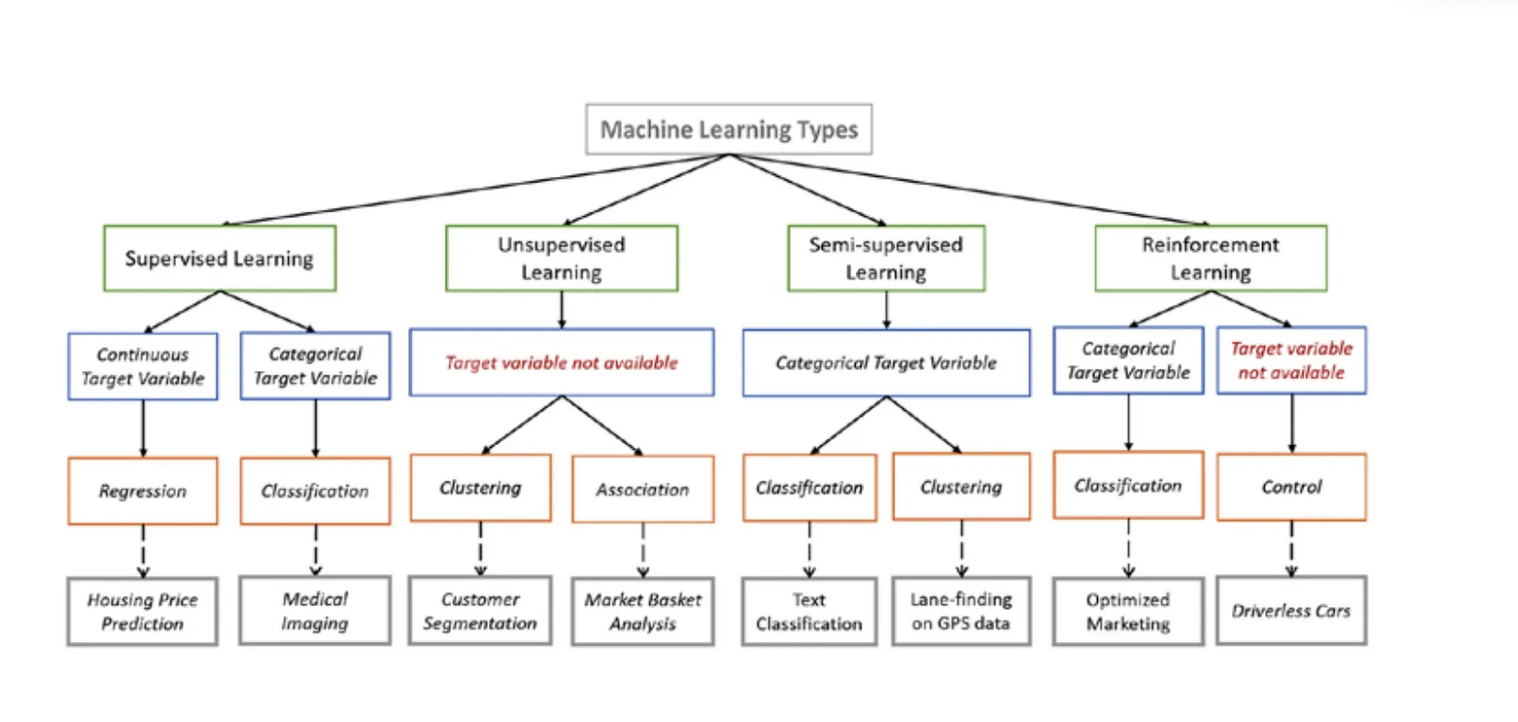 Machine Learning Types
Supervised Learning
Unsupervised
Learning
Semi-supervised
Learning
Reinforcement
Learning
Continuous
Target Variable
Categorical
Target Variable
Target variable not available
Categorical Target Variable
Categorical
Target Variable
Target variable
not available
Regression
Classification
Clustering
Association
Classification
Clustering
Classification
Control
Housing Price
Prediction
Medical
Imaging
Customer
Segmentation
Market Basket
Analysis
Text
Classification
Lane-finding
on GPS data
Optimized
Marketing
Driverless Cars